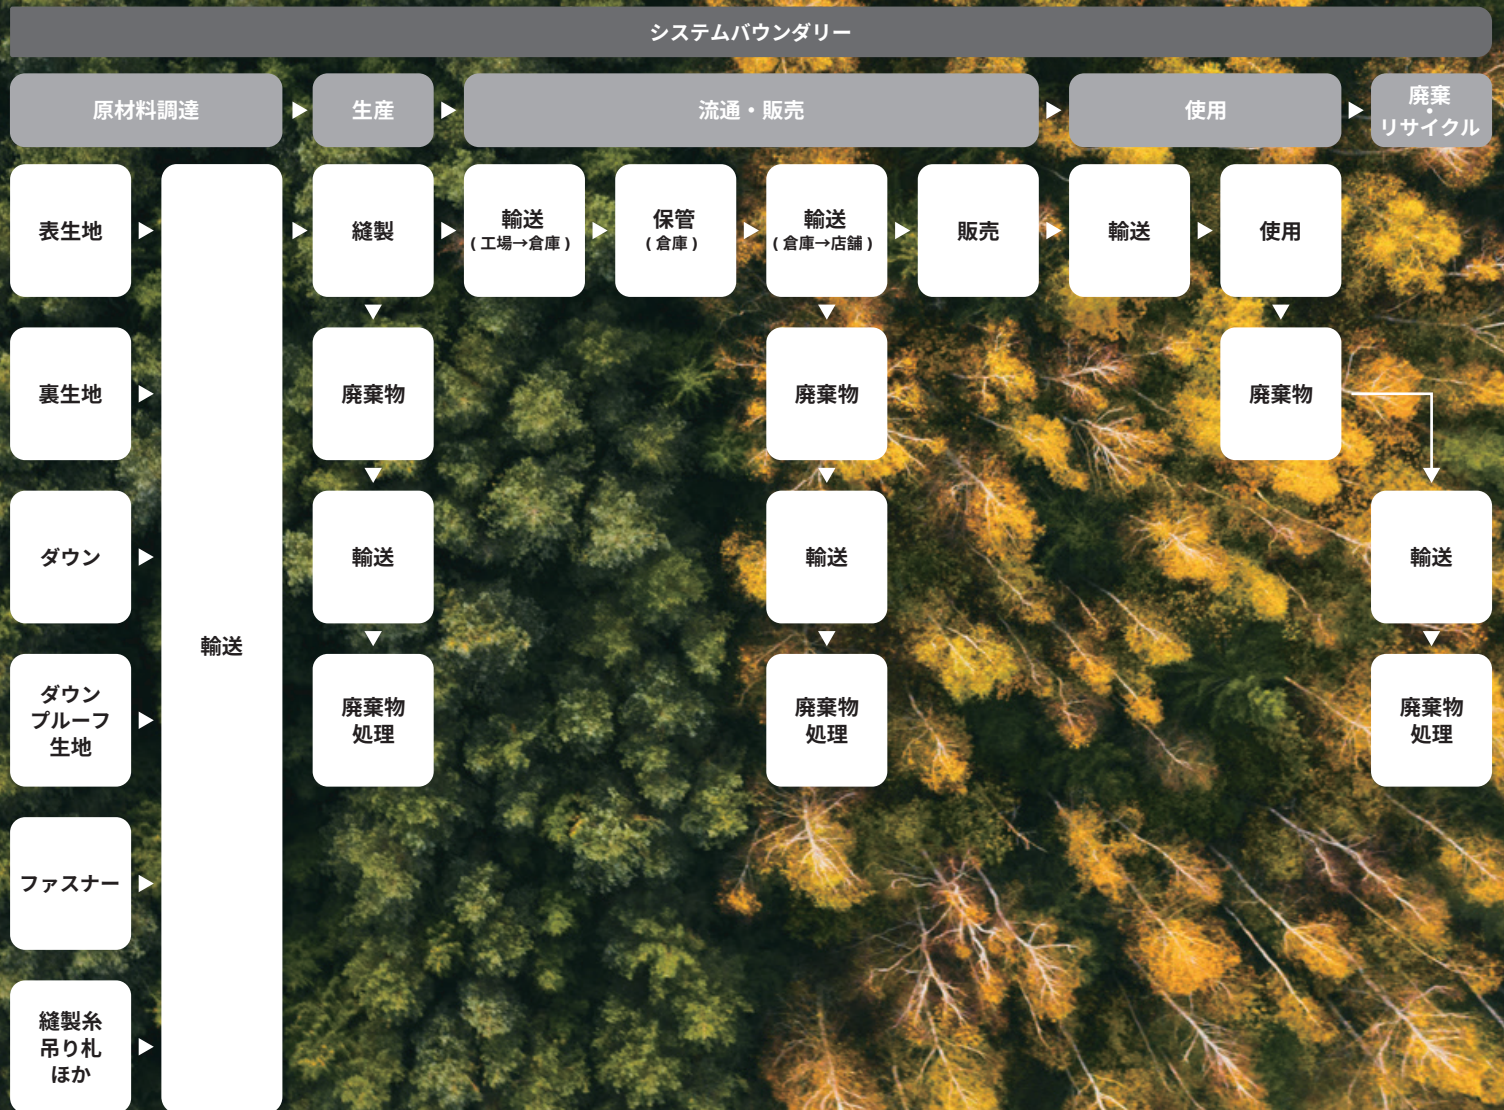 システムバウンダリー
原材料調達
生産
流通・販売
使用
廃棄
・
リサイクル
表生地
縫製
輸送
(工場→倉庫)
保管
(倉庫)
輸送
(倉庫→店舗)
販売
輸送
使用
裏生地
廃棄物
廃棄物
廃棄物
ダウン
輸送
輸送
輸送
輸送
ダウン
プルーフ
生地
廃棄物
処理
廃棄物
処理
廃棄物
処理
ファスナー
縫製糸
吊り札
ほか